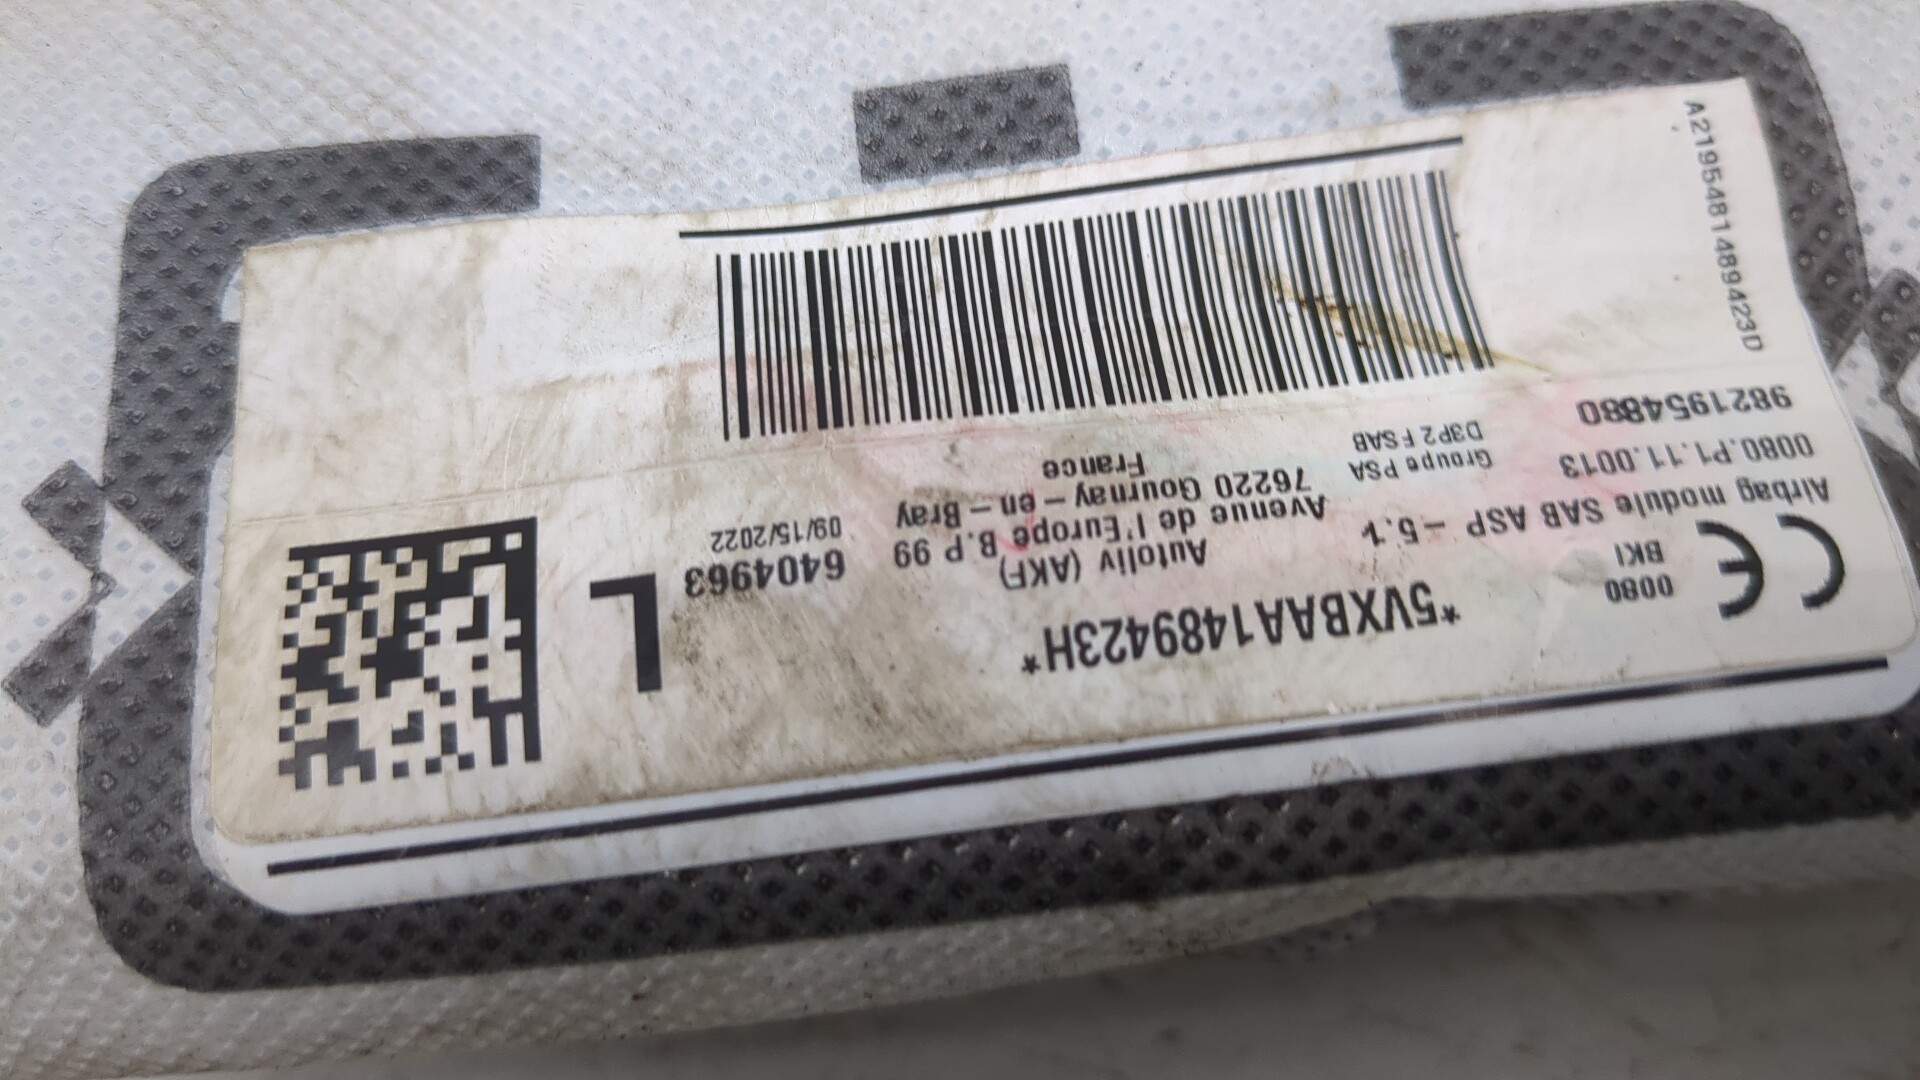 *5VXBAA1489423H*
CE
0080
BKI
Airbag module SAB ASP - 5.1
0080.P1.11.0013
9821954880
Groupe PSA
D3P2 FSAB
Autoliv (AKF)
Avenue de l'Europe B.P 99
76220 Gournay - en - Bray
France
6404963
09/15/2022
L
A2195481489423D